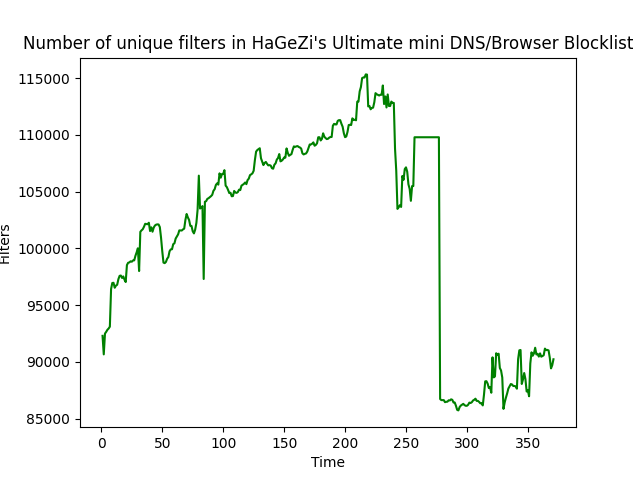 Number of unique filters in HaGeZi's Ultimate mini DNS/Browser Blocklist
115000
110000
105000
100000
95000
90000
85000
Filters
0 50 100 150 200 250 300 350
Time